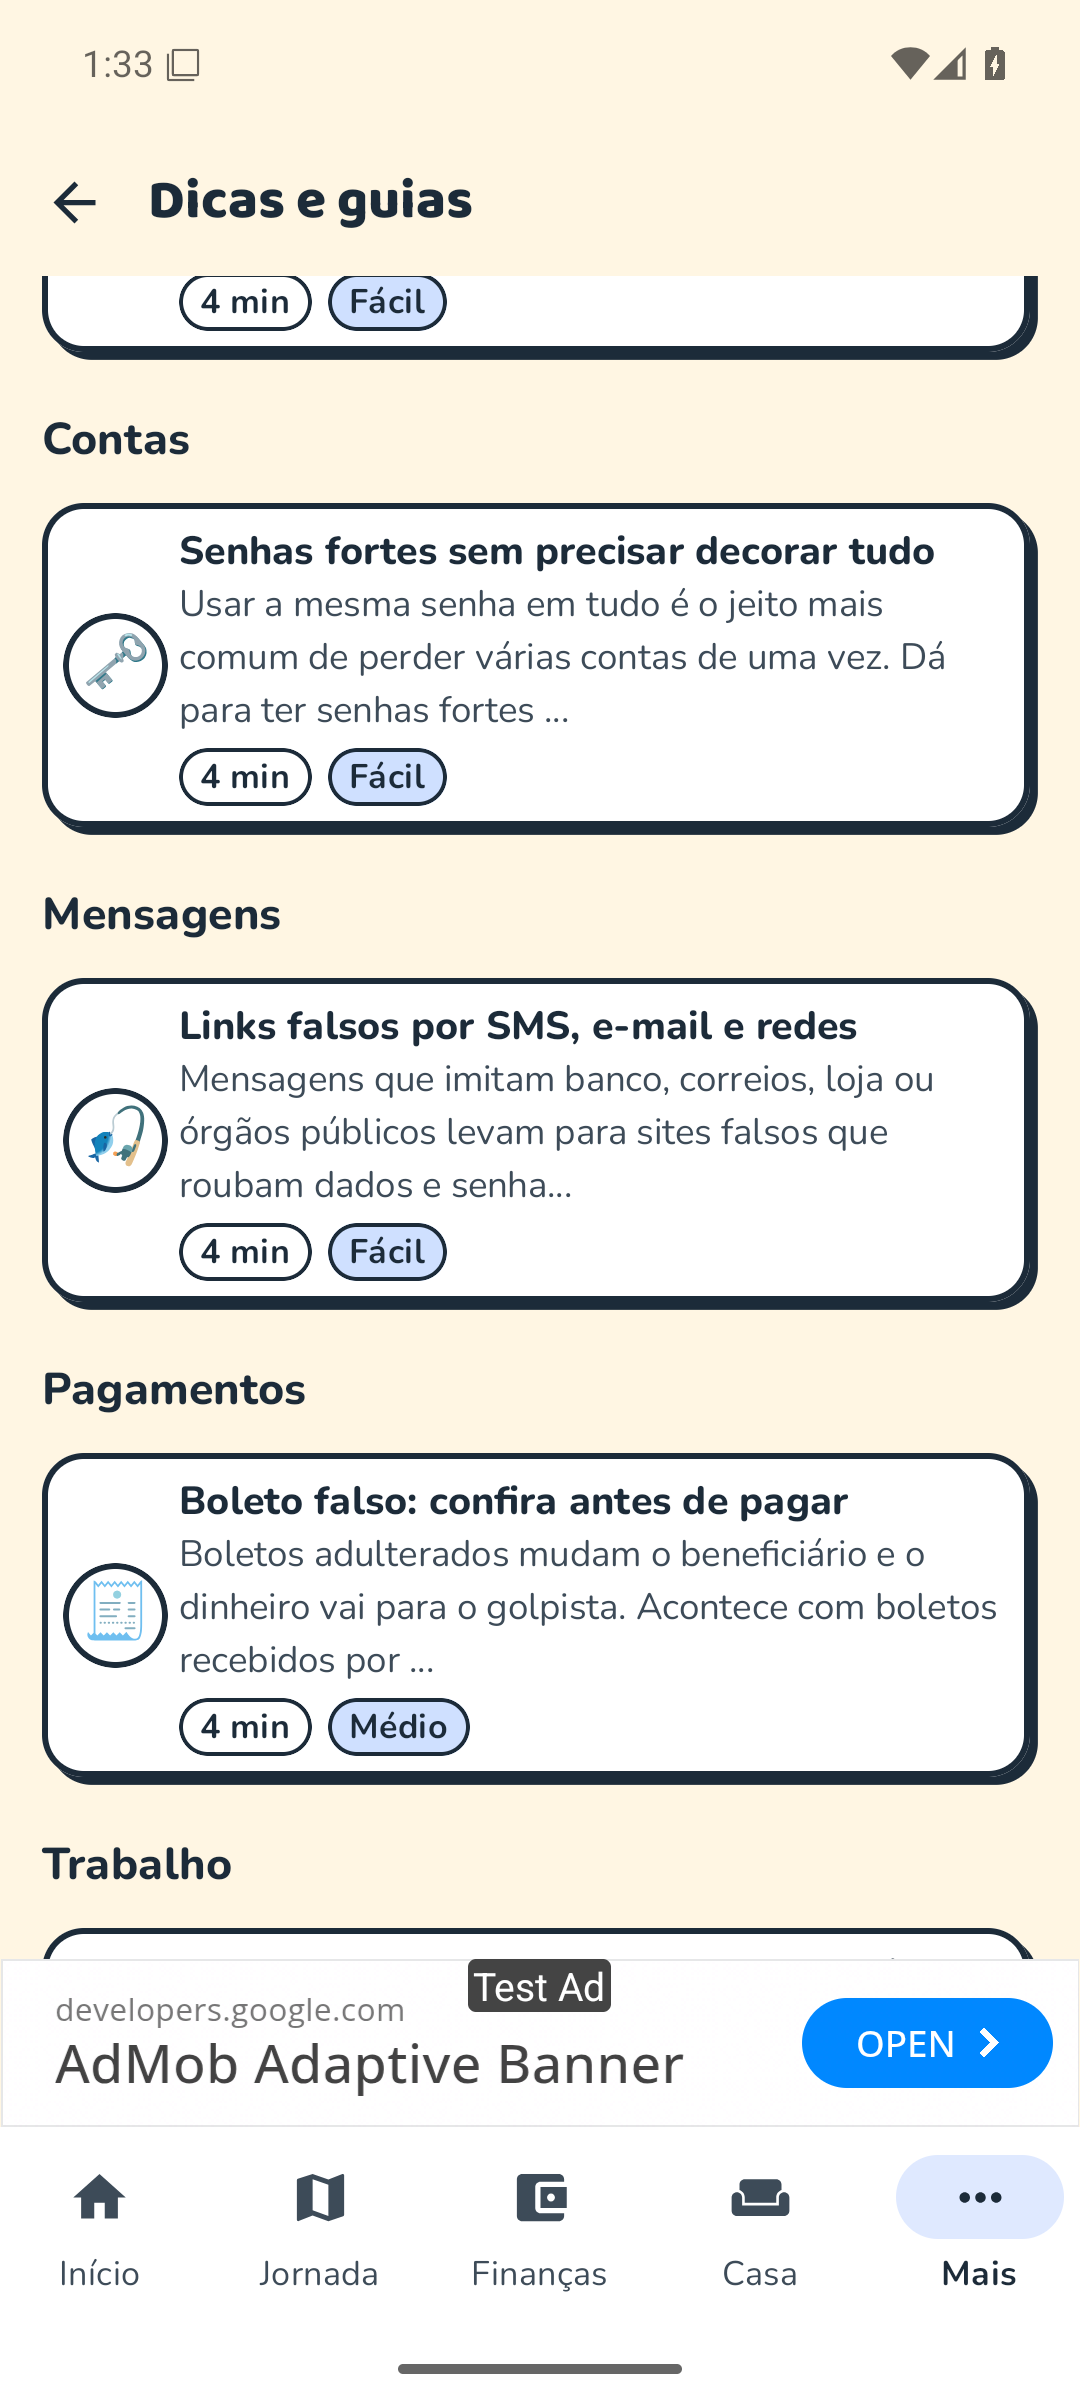 1:33
Dicas e guias
4 min Fácil
Contas
Senhas fortes sem precisar decorar tudo
Usar a mesma senha em tudo é o jeito mais
comum de perder várias contas de uma vez. Dá
para ter senhas fortes ...
4 min Fácil
Mensagens
Links falsos por SMS, e-mail e redes
Mensagens que imitam banco, correios, loja ou
órgãos públicos levam para sites falsos que
roubam dados e senha...
4 min Fácil
Pagamentos
Boleto falso: confira antes de pagar
Boletos adulterados mudam o beneficiário e o
dinheiro vai para o golpista. Acontece com boletos
recebidos por ...
4 min Médio
Trabalho
Test Ad
developers.google.com
AdMob Adaptive Banner
OPEN
Início Jornada Finanças Casa Mais